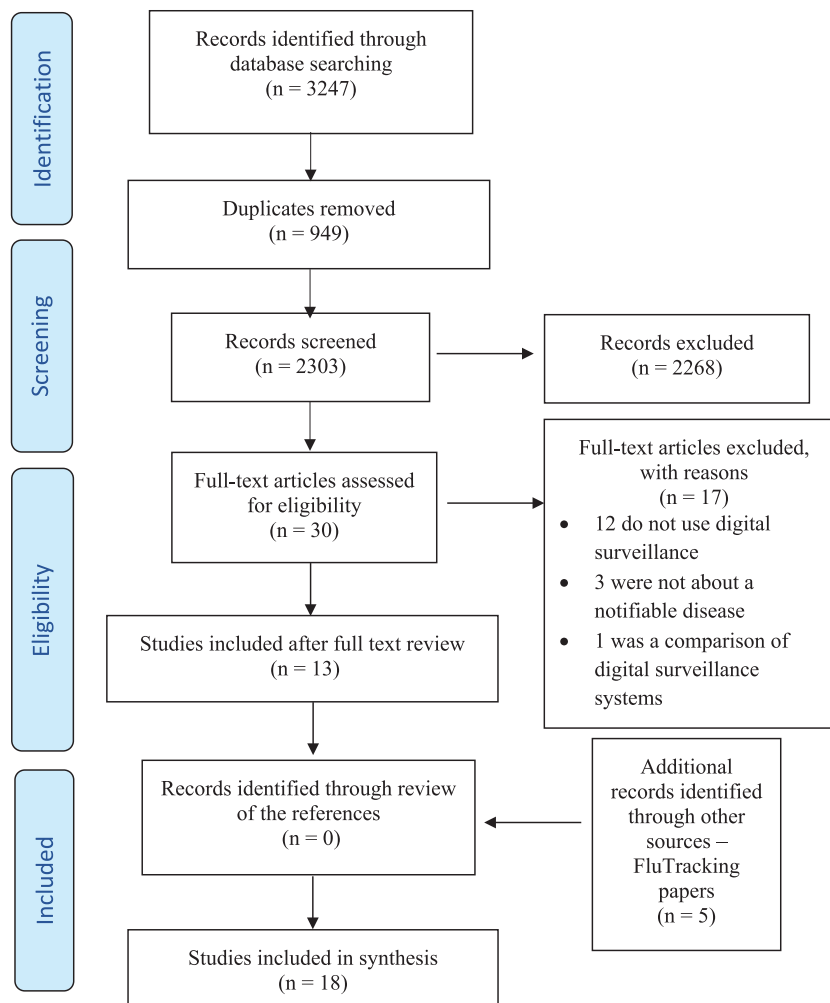 Identification
Records identified through
database searching
(n = 3247)
Duplicates removed
(n = 949)
Screening
Records screened
(n = 2303)
Records excluded
(n = 2268)
Eligibility
Full-text articles assessed
for eligibility
(n = 30)
Full-text articles excluded,
with reasons
(n = 17)
• 12 do not use digital
surveillance
• 3 were not about a
notifiable disease
• 1 was a comparison of
digital surveillance
systems
Studies included after full text review
(n = 13)
Included
Records identified through review
of the references
(n = 0)
Additional
records identified
through other
sources –
FluTracking
papers
(n = 5)
Studies included in synthesis
(n = 18)